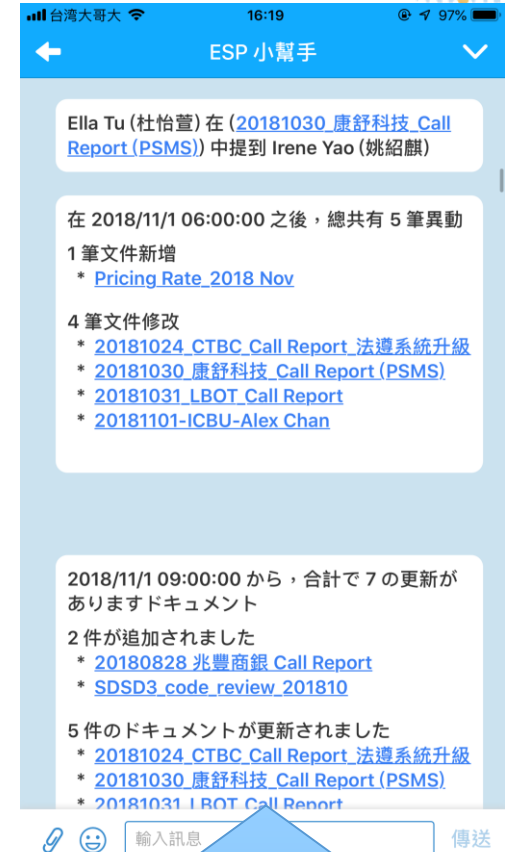 台湾大哥大 16:19 97%
ESP 小幫手
Ella Tu (杜怡萱) 在 (20181030_康舒科技_Call
Report (PSMS)) 中提到 Irene Yao (姚紹麒)
在 2018/11/1 06:00:00 之後，總共有 5 筆異動
1 筆文件新增
* Pricing Rate_2018 Nov
4 筆文件修改
* 20181024_CTBC_Call Report_法遵系統升級
* 20181030_康舒科技_Call Report (PSMS)
* 20181031_LBOT_Call Report
* 20181101-ICBU-Alex Chan
2018/11/1 09:00:00 から，合計で 7 の更新が
ありますドキュメント
2 件が追加されました
* 20180828 兆豐商銀 Call Report
* SDSD3_code_review_201810
5 件のドキュメントが更新されました
* 20181024_CTBC_Call Report_法遵系統升級
* 20181030_康舒科技_Call Report (PSMS)
* 20181031_LBOT_Call Report
輸入訊息 傳送